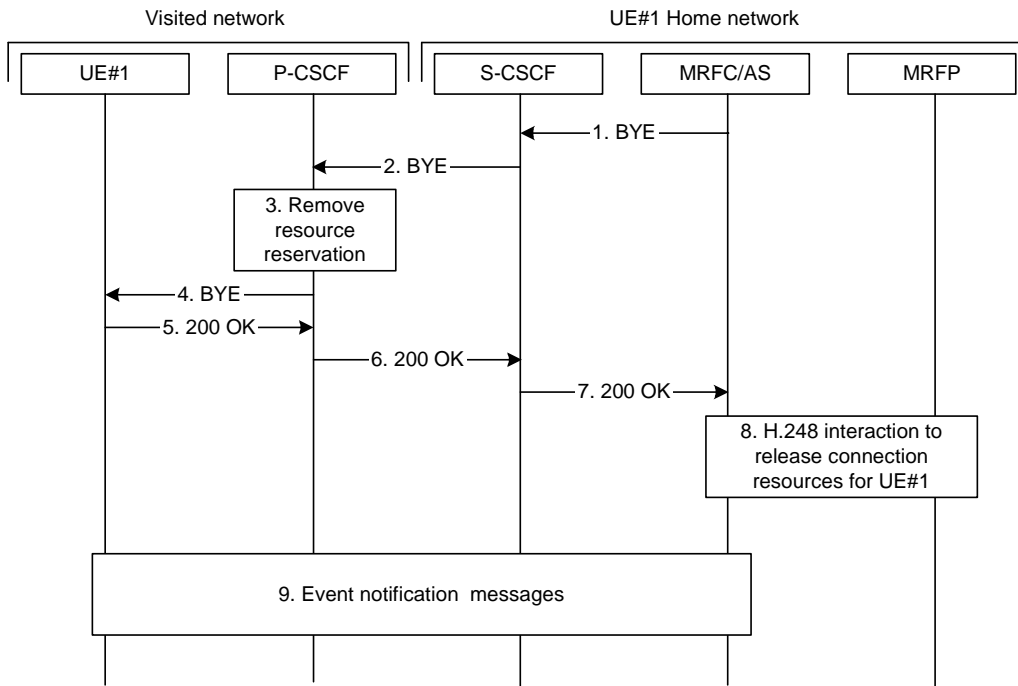 Visited network
UE#1 Home network
UE#1
P-CSCF
S-CSCF
MRFC/AS
MRFP
1. BYE
2. BYE
3. Remove
resource
reservation
4. BYE
5. 200 OK
6. 200 OK
7. 200 OK
8. H.248 interaction to
release connection
resources for UE#1
9. Event notification messages